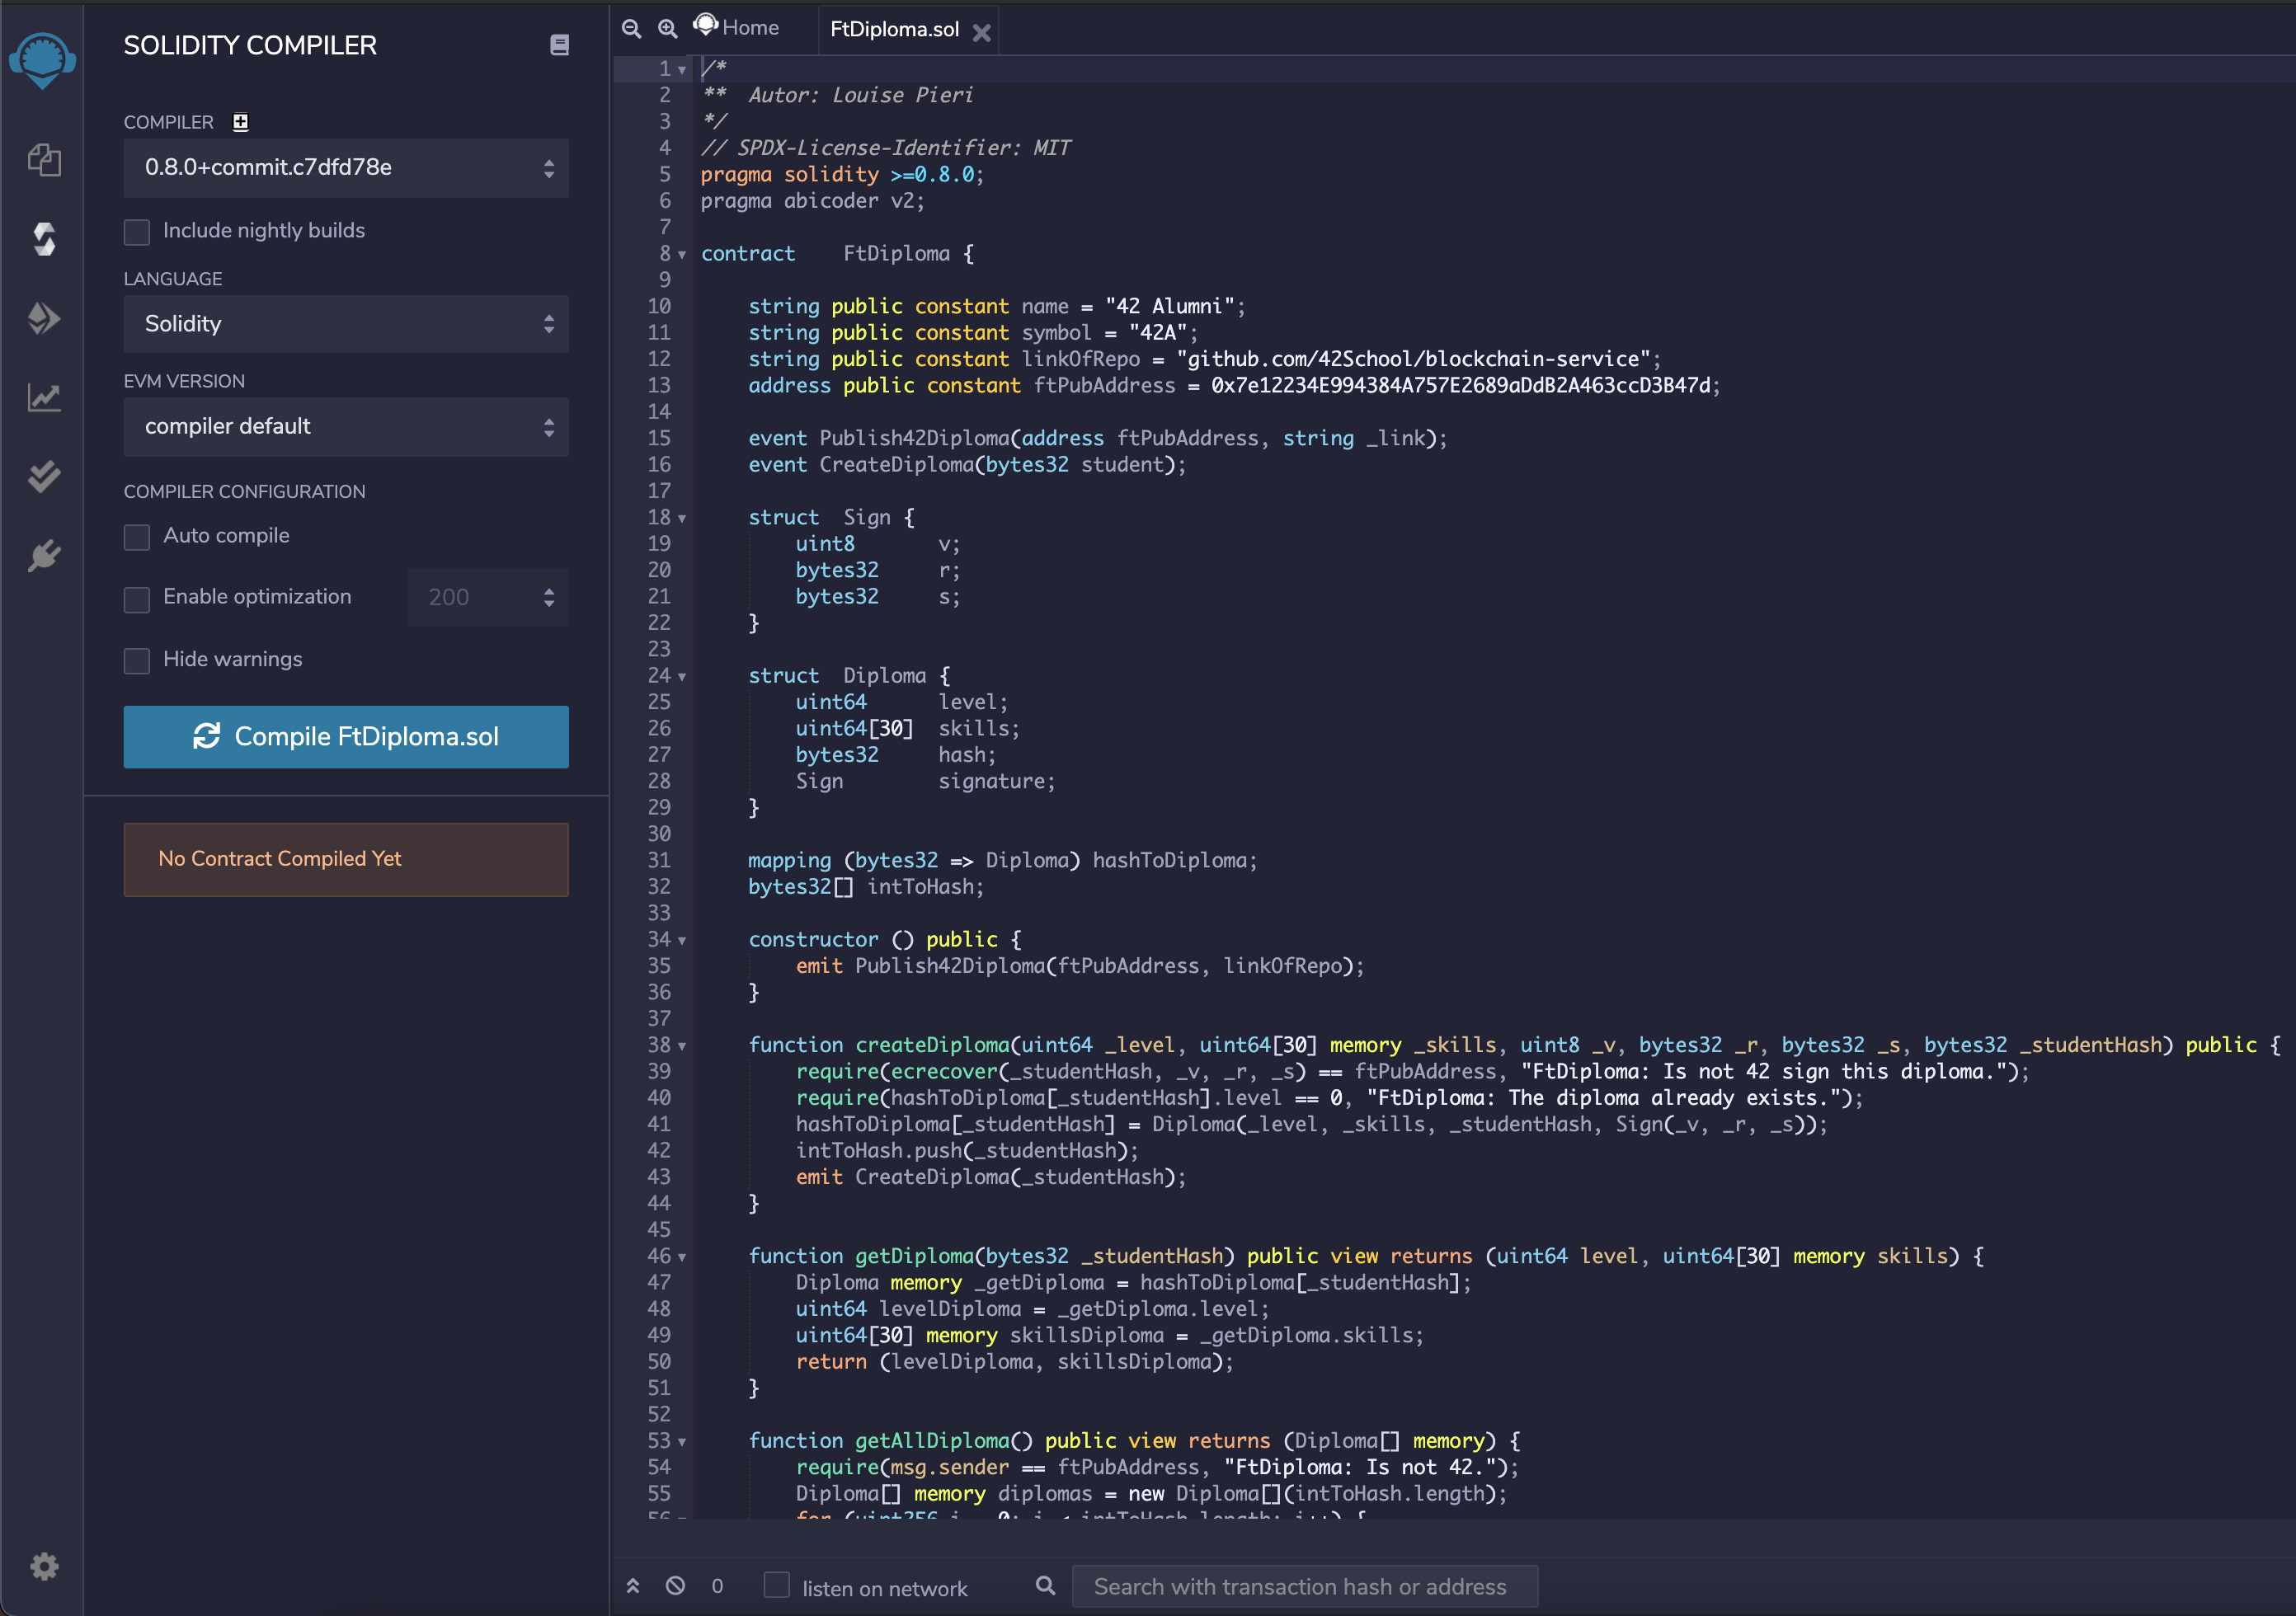 SOLIDITY COMPILER
COMPILER
0.8.0+commit.c7dfd78e
Include nightly builds
LANGUAGE
Solidity
EVM VERSION
compiler default
COMPILER CONFIGURATION
Auto compile
Enable optimization 200
Hide warnings
Compile FtDiploma.sol
No Contract Compiled Yet
Home FtDiploma.sol
1 /*
2 **  Autor: Louise Pieri
3 */
4 // SPDX-License-Identifier: MIT
5 pragma solidity >=0.8.0;
6 pragma abicoder v2;
7
8 contract    FtDiploma {
9
10     string public constant name = "42 Alumni";
11     string public constant symbol = "42A";
12     string public constant linkOfRepo = "github.com/42School/blockchain-service";
13     address public constant ftPubAddress = 0x7e12234E994384A757E2689aDdB2A463ccD3B47d;
14
15     event Publish42Diploma(address ftPubAddress, string _link);
16     event CreateDiploma(bytes32 student);
17
18     struct  Sign {
19         uint8       v;
20         bytes32     r;
21         bytes32     s;
22     }
23
24     struct  Diploma {
25         uint64      level;
26         uint64[30]  skills;
27         bytes32     hash;
28         Sign        signature;
29     }
30
31     mapping (bytes32 => Diploma) hashToDiploma;
32     bytes32[] intToHash;
33
34     constructor () public {
35         emit Publish42Diploma(ftPubAddress, linkOfRepo);
36     }
37
38     function createDiploma(uint64 _level, uint64[30] memory _skills, uint8 _v, bytes32 _r, bytes32 _s, bytes32 _studentHash) public {
39         require(ecrecover(_studentHash, _v, _r, _s) == ftPubAddress, "FtDiploma: Is not 42 sign this diploma.");
40         require(hashToDiploma[_studentHash].level == 0, "FtDiploma: The diploma already exists.");
41         hashToDiploma[_studentHash] = Diploma(_level, _skills, _studentHash, Sign(_v, _r, _s));
42         intToHash.push(_studentHash);
43         emit CreateDiploma(_studentHash);
44     }
45
46     function getDiploma(bytes32 _studentHash) public view returns (uint64 level, uint64[30] memory skills) {
47         Diploma memory _getDiploma = hashToDiploma[_studentHash];
48         uint64 levelDiploma = _getDiploma.level;
49         uint64[30] memory skillsDiploma = _getDiploma.skills;
50         return (levelDiploma, skillsDiploma);
51     }
52
53     function getAllDiploma() public view returns (Diploma[] memory) {
54         require(msg.sender == ftPubAddress, "FtDiploma: Is not 42.");
55         Diploma[] memory diplomas = new Diploma[](intToHash.length);
56         for (uint256 i = 0; i < intToHash.length; i++) {
0 listen on network Search with transaction hash or address